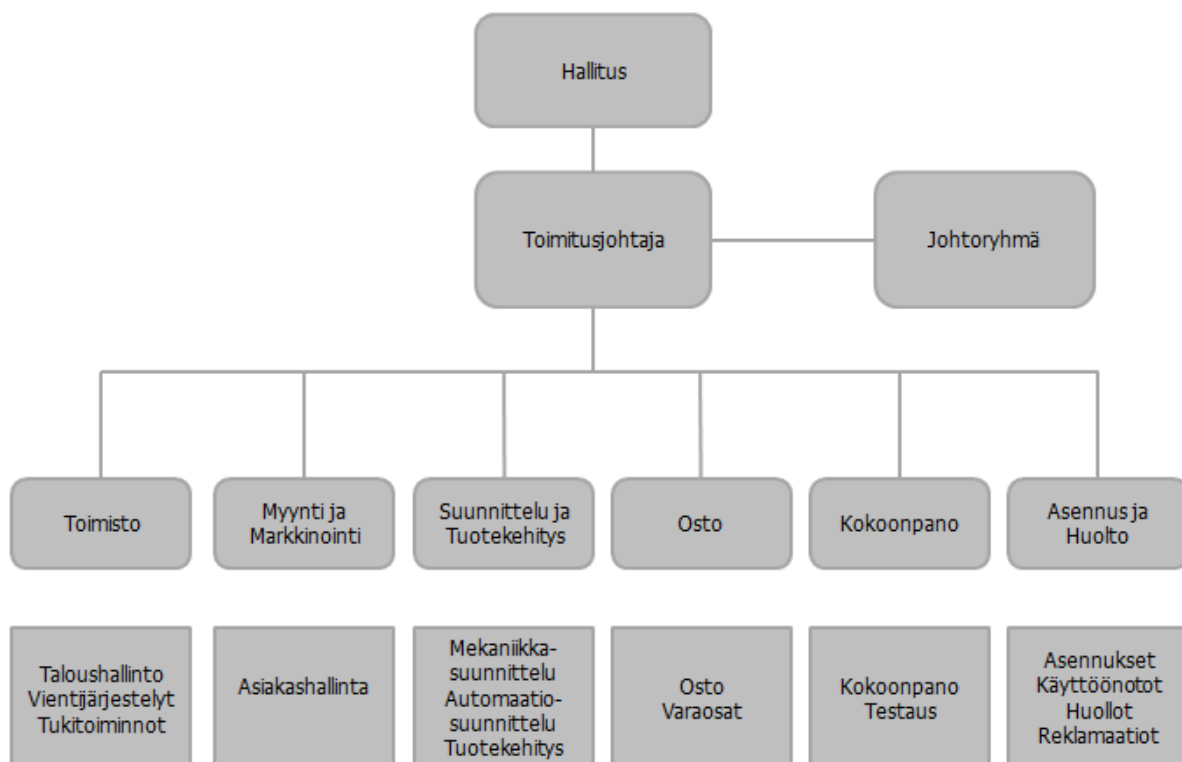 Hallitus
Toimitusjohtaja
Johtoryhmä
Toimisto
Myynti ja
Markkinointi
Suunnittelu ja
Tuotekehitys
Osto
Kokoonpano
Asennus ja
Huolto
Taloushallinto
Vientijärjestelyt
Tukitoiminnot
Asiakashallinta
Mekaniikka-
suunnittelu
Automaatio-
suunnittelu
Tuotekehitys
Osto
Varaosat
Kokoonpano
Testaus
Asennukset
Käyttöönotot
Huollot
Reklamaatiot